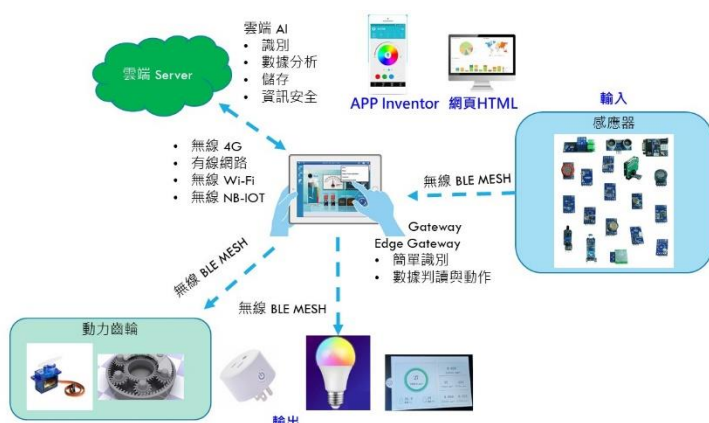 雲端 AI
• 識別
• 數據分析
• 儲存
• 資訊安全
雲端 Server
APP Inventor 網頁HTML
輸入
感應器
• 無線 4G
• 有線網路
• 無線 Wi-Fi
• 無線 NB-IOT
無線 BLE MESH
Gateway
Edge Gateway
• 簡單識別
• 數據判讀與動作
無線 BLE MESH
無線 BLE MESH
動力齒輪
輸出